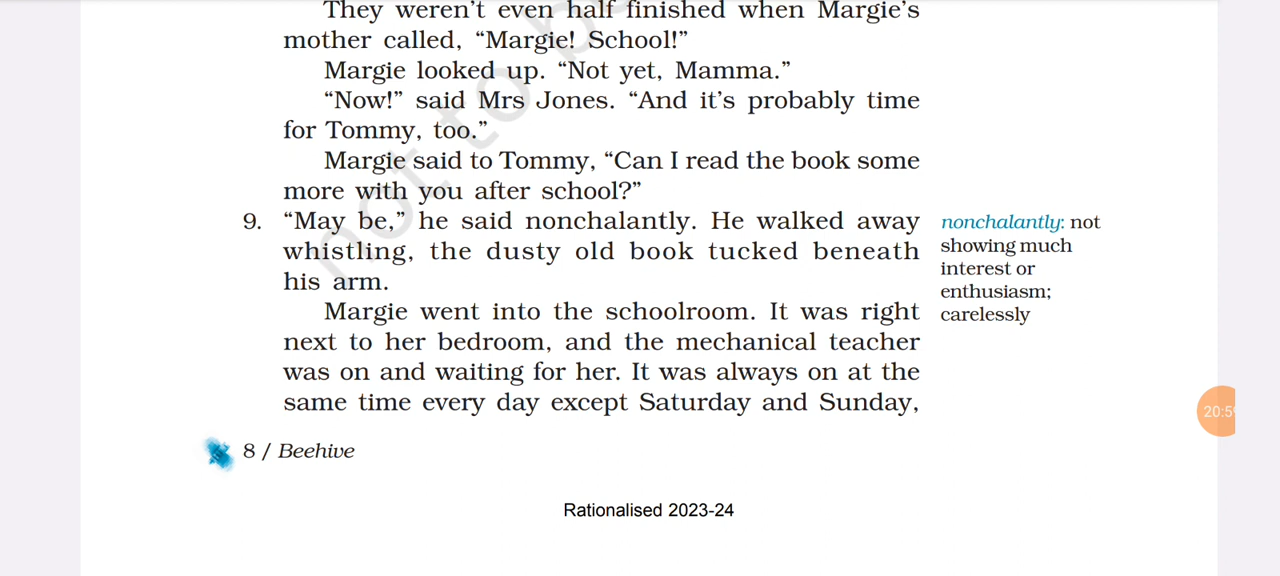 They weren't even half finished when Margie's
mother called, “Margie! School!”
Margie looked up. “Not yet, Mamma.”
“Now!” said Mrs Jones. “And it's probably time
for Tommy, too.”
Margie said to Tommy, “Can I read the book some
more with you after school?”
9. “May be,” he said nonchalantly. He walked away
whistling, the dusty old book tucked beneath
his arm.
Margie went into the schoolroom. It was right
next to her bedroom, and the mechanical teacher
was on and waiting for her. It was always on at the
same time every day except Saturday and Sunday,
nonchalantly: not
showing much
interest or
enthusiasm;
carelessly
8 / Beehive
Rationalised 2023-24
not to b